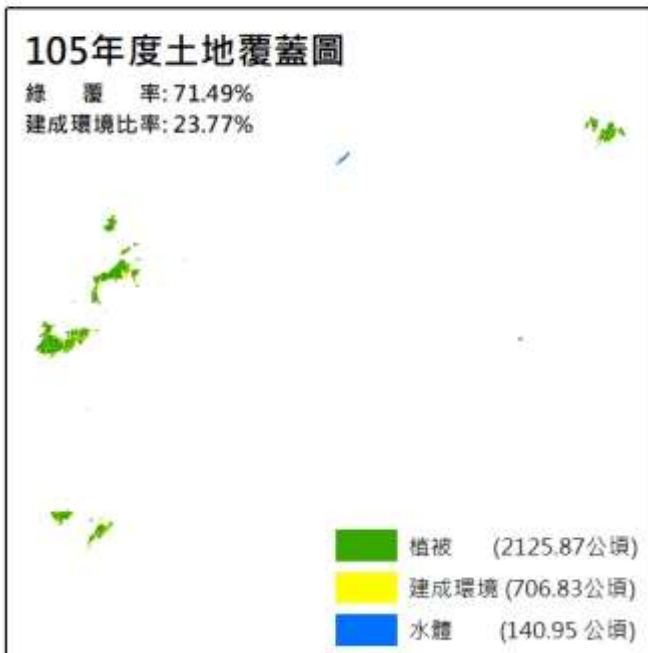 105年度土地覆蓋圖
綠 覆 率:71.49%
建成環境比率:23.77%
植被 (2125.87公頃)
建成環境 (706.83公頃)
水體 (140.95 公頃)